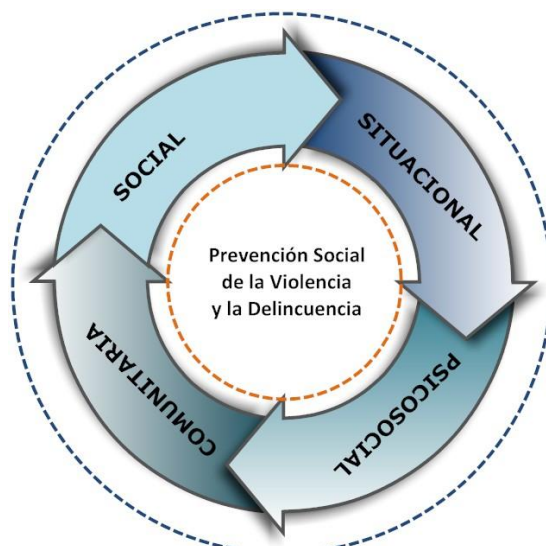 SOCIAL
SITUACIONAL
Prevención Social
de la Violencia
y la Delincuencia
COMUNITARIA
PSICOSOCIAL